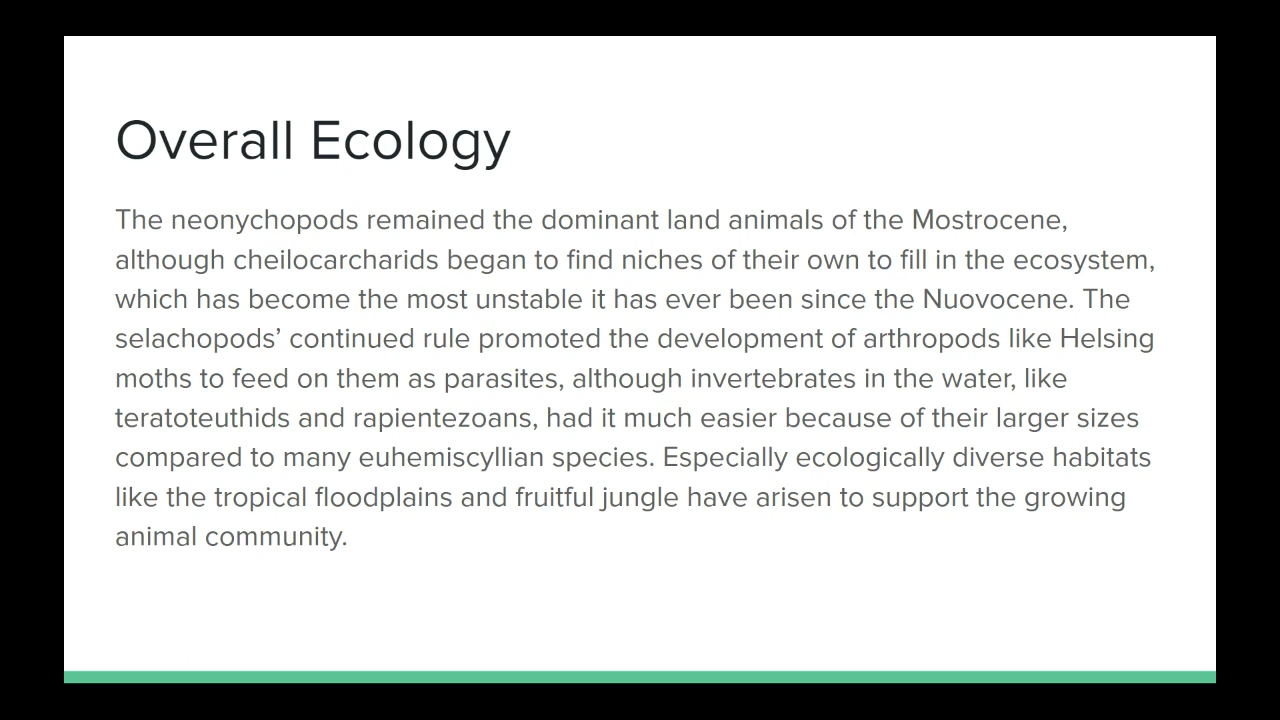 Overall Ecology
The neonychopods remained the dominant land animals of the Mostrocene,
although cheilocarcharids began to find niches of their own to fill in the ecosystem,
which has become the most unstable it has ever been since the Nuovocene. The
selachopods’ continued rule promoted the development of arthropods like Helsing
moths to feed on them as parasites, although invertebrates in the water, like
teratoteuthids and rapientezoans, had it much easier because of their larger sizes
compared to many euhemiscyllian species. Especially ecologically diverse habitats
like the tropical floodplains and fruitful jungle have arisen to support the growing
animal community.